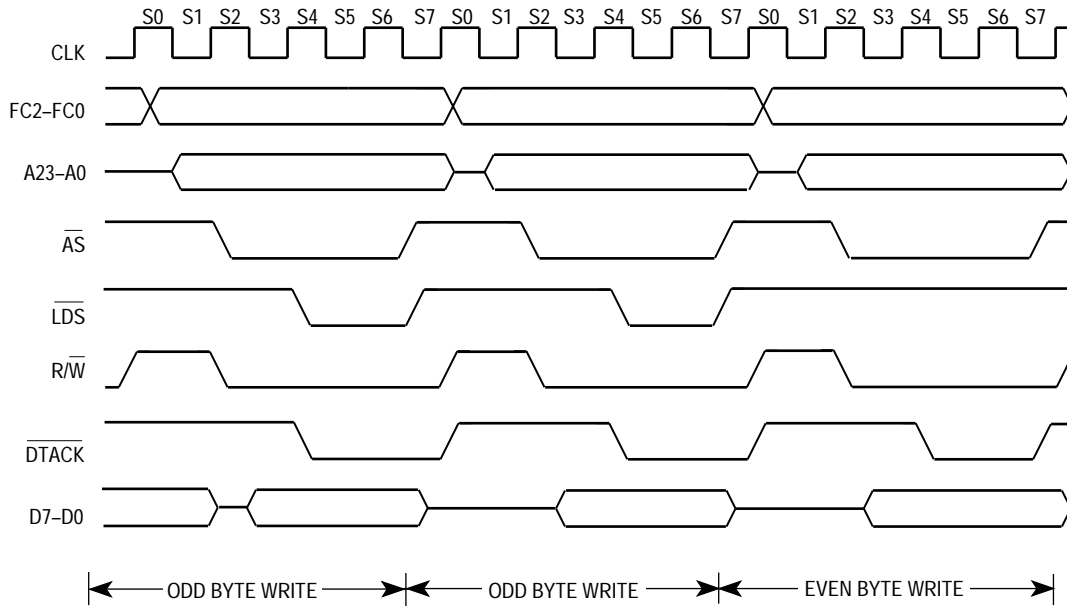 S0 S1 S2 S3 S4 S5 S6 S7 S0 S1 S2 S3 S4 S5 S6 S7 S0 S1 S2 S3 S4 S5 S6 S7
CLK
FC2–FC0
A23–A0
AS
LDS
R/W
DTACK
D7–D0
ODD BYTE WRITE ODD BYTE WRITE EVEN BYTE WRITE